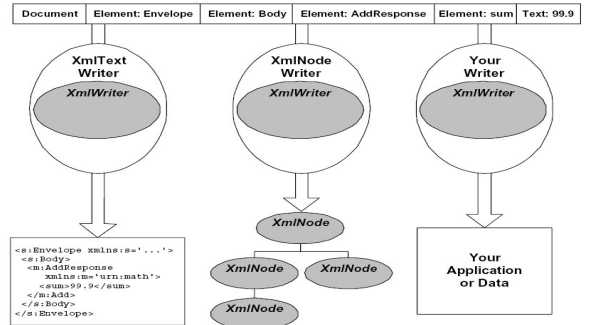 Document Element: Envelope Element: Body Element: AddResponse Element: sum Text: 99.9
XmlText
Writer
XmlWriter
XmlNode
Writer
XmlWriter
Your
Writer
XmlWriter
<s:Envelope xmlns:s='...'>
<s:Body>
<m:AddResponse
xmlns:m='urn:math'>
<sum>99.9</sum>
</m:Add>
</s:Body>
</s:Envelope>
XmlNode
XmlNode
XmlNode
XmlNode
Your
Application
or Data